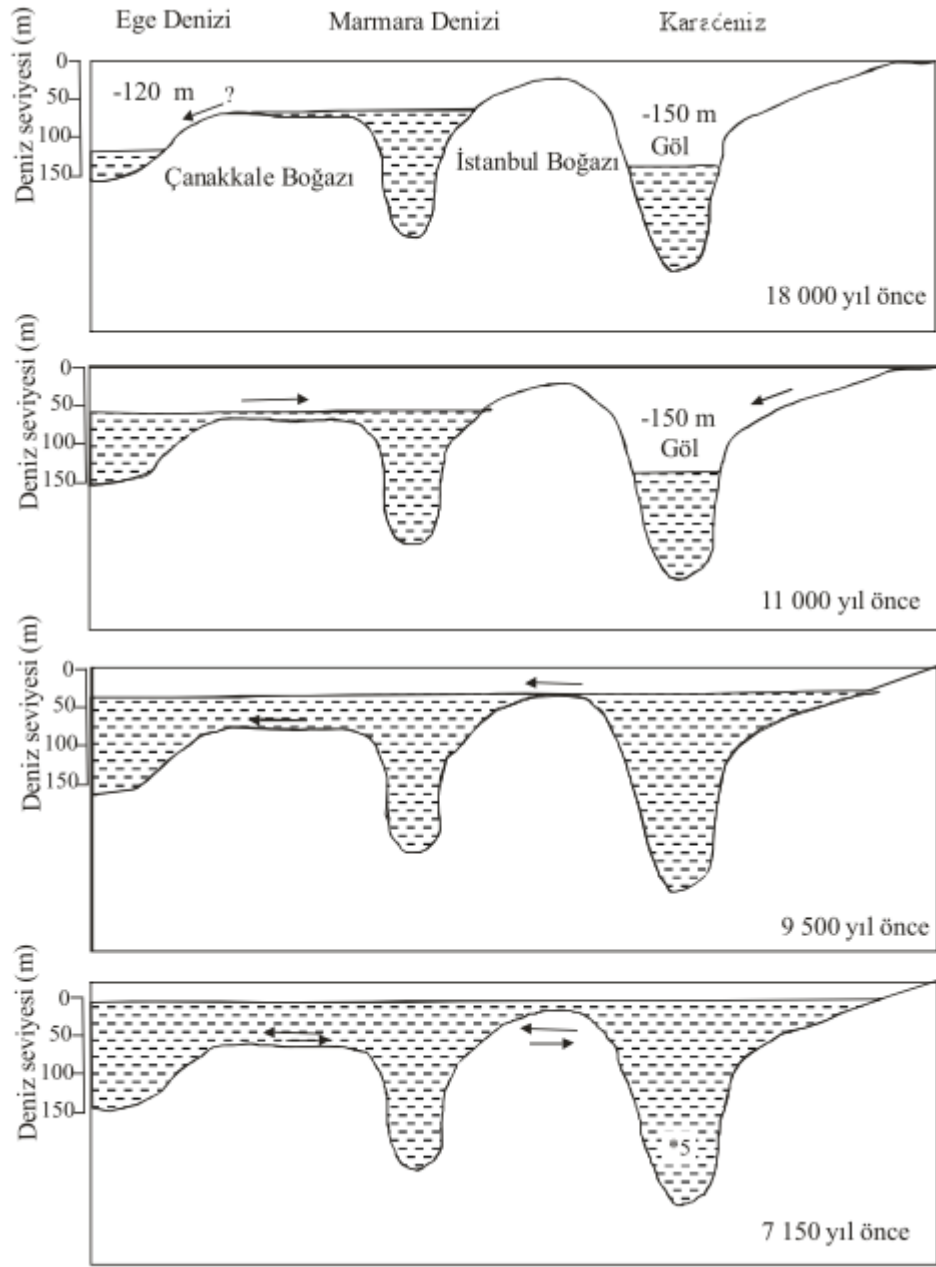 Ege Denizi Marmara Denizi Karadeniz
Deniz seviyesi (m)
0
50
100
150
-120 m
?
-150 m
Göl
Çanakkale Boğazı
İstanbul Boğazı
18 000 yıl önce
Deniz seviyesi (m)
0
50
100
150
-150 m
Göl
11 000 yıl önce
Deniz seviyesi (m)
0
50
100
150
9 500 yıl önce
Deniz seviyesi (m)
0
50
100
150
*5
7 150 yıl önce